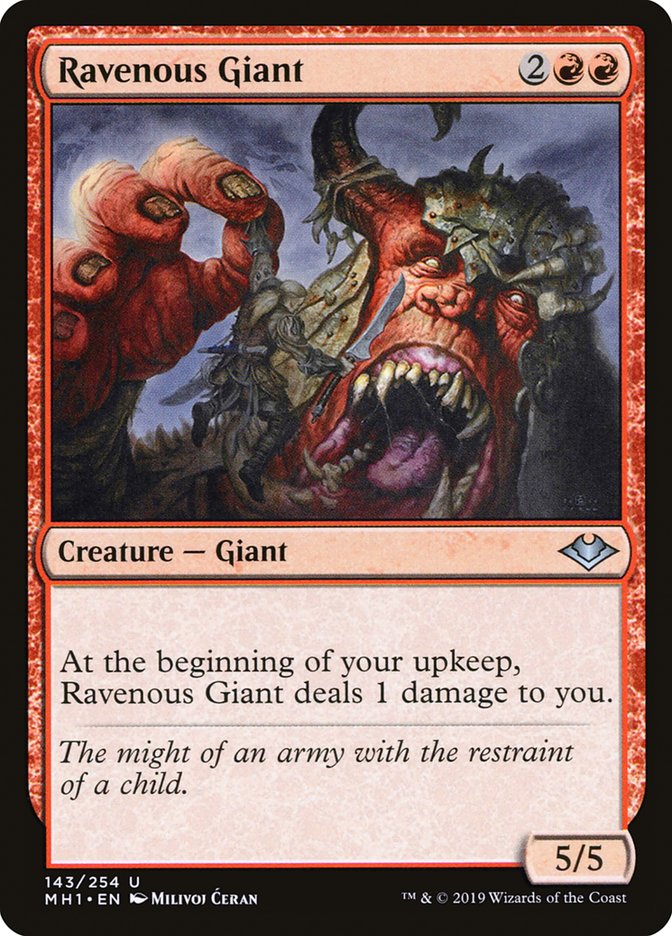 Ravenous Giant 2
Creature — Giant
At the beginning of your upkeep,
Ravenous Giant deals 1 damage to you.
The might of an army with the restraint
of a child.
5/5
143/254 U
MH1 • EN Milivoj Ćeran
™ & © 2019 Wizards of the Coast